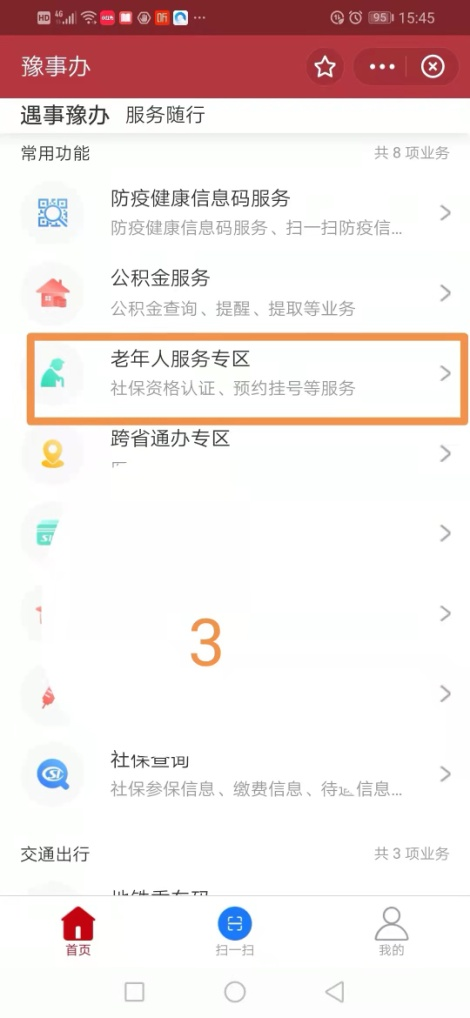 HD 4G 95 15:45
豫事办
遇事豫办 服务随行
常用功能 共 8 项业务
防疫健康信息码服务
防疫健康信息码服务、扫一扫防疫信...
公积金服务
公积金查询、提醒、提取等业务
老年人服务专区
社保资格认证、预约挂号等服务
跨省通办专区
3
社保查询
社保参保信息、缴费信息、待遇信息...
交通出行 共 3 项业务
首页 扫一扫 我的